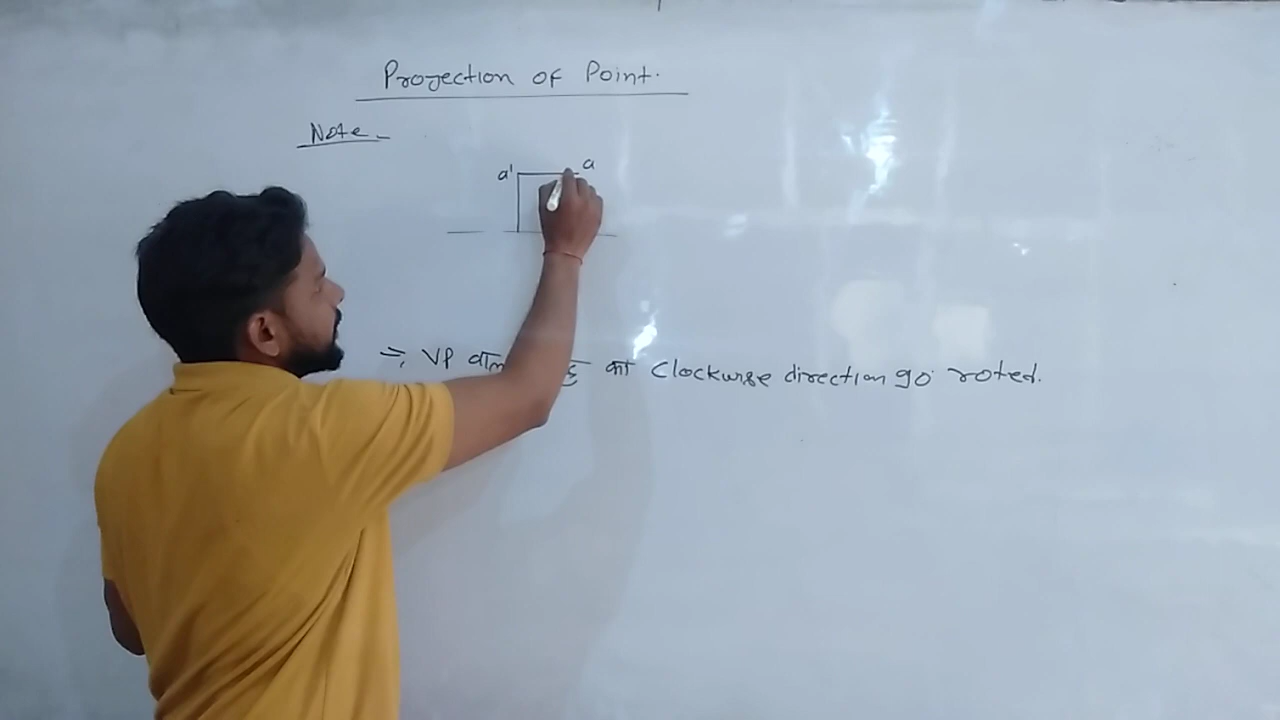 Projection of Point.
Note -
a' a
⇒, VP का Clockwise direction 90° roted.